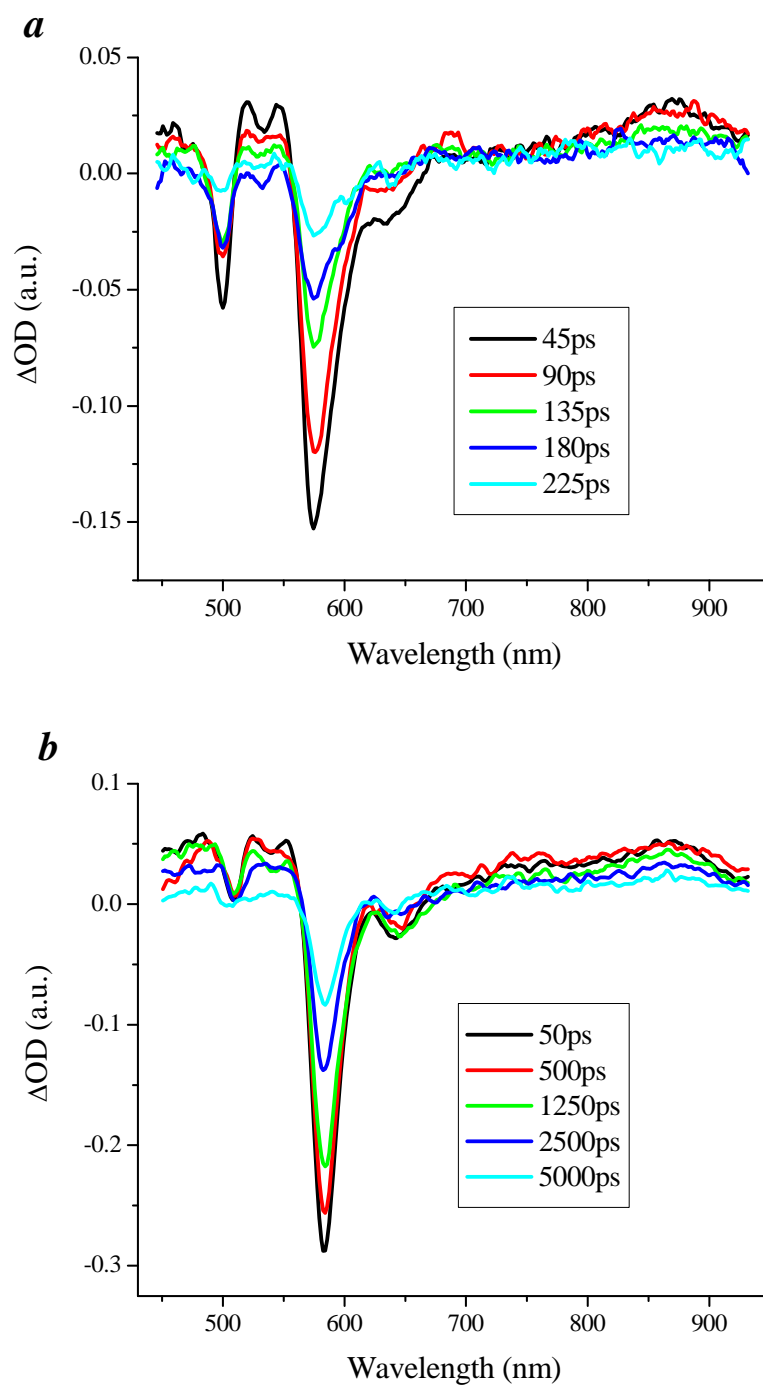 a
0.05
0.00
-0.05
-0.10
-0.15
ΔOD (a.u.)
45ps
90ps
135ps
180ps
225ps
500 600 700 800 900
Wavelength (nm)
b
0.1
0.0
-0.1
-0.2
-0.3
ΔOD (a.u.)
50ps
500ps
1250ps
2500ps
5000ps
500 600 700 800 900
Wavelength (nm)